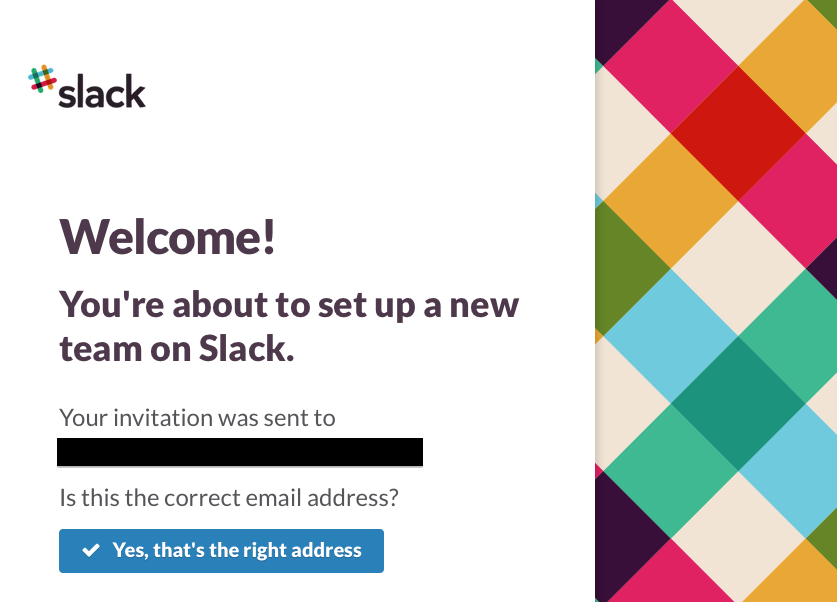 slack
Welcome!
You're about to set up a new
team on Slack.
Your invitation was sent to
Is this the correct email address?
Yes, that's the right address